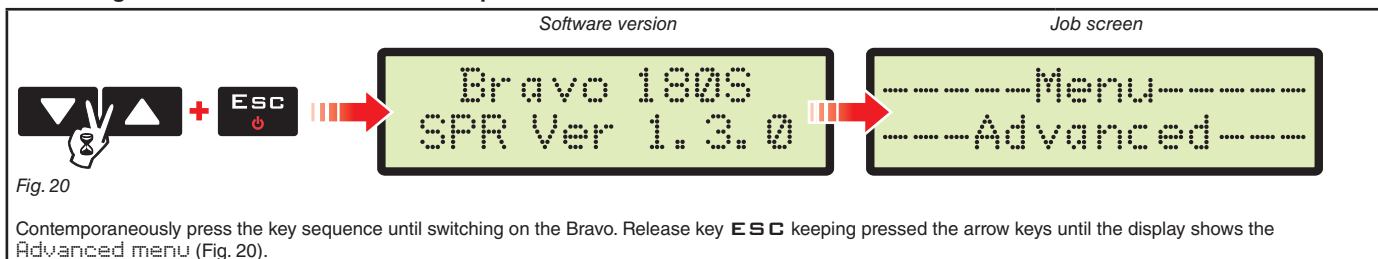 Software version
Job screen
Esc
Bravo 180S
SPR Ver 1.3.0
-----Menu-----
---Advanced---
Fig. 20
Contemporaneously press the key sequence until switching on the Bravo. Release key ESC keeping pressed the arrow keys until the display shows the
Advanced menu (Fig. 20).